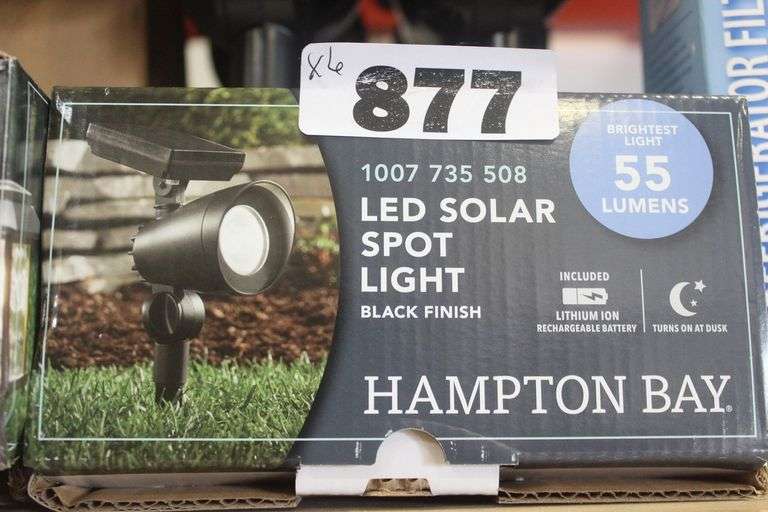 x6
877
1007 735 508
LED SOLAR
SPOT
LIGHT
BLACK FINISH
BRIGHTEST
LIGHT
55
LUMENS
INCLUDED
LITHIUM ION
RECHARGEABLE BATTERY
TURNS ON AT DUSK
HAMPTON BAY®